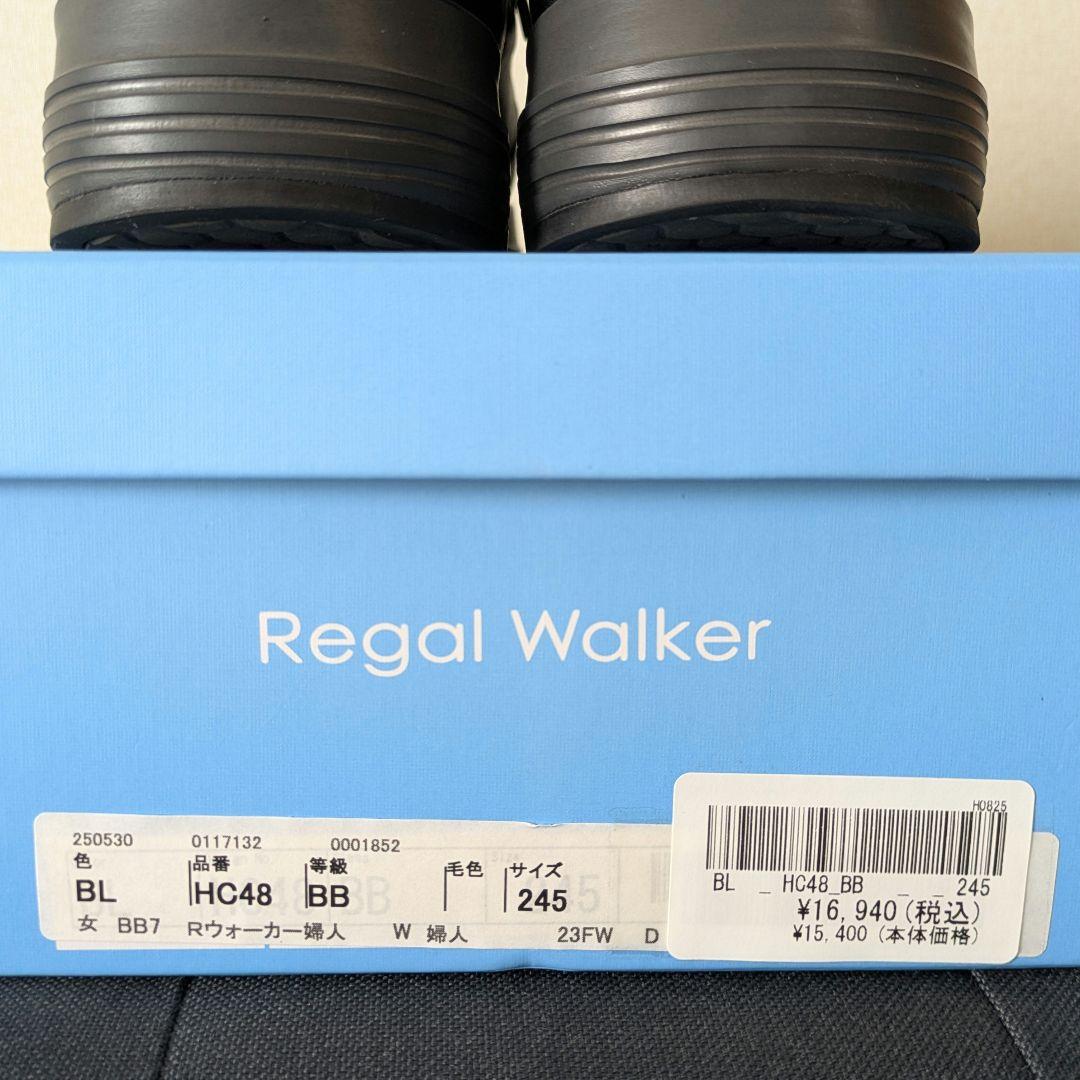 Regal Walker
250530 0117132 0001852
色 品番 等級 毛色 サイズ
BL HC48 BB 245
女 BB7 Rウォーカー婦人 W 婦人 23FW D
H0825
BL _ HC48_BB _ _ 245
¥16,940(税込)
¥15,400(本体価格)